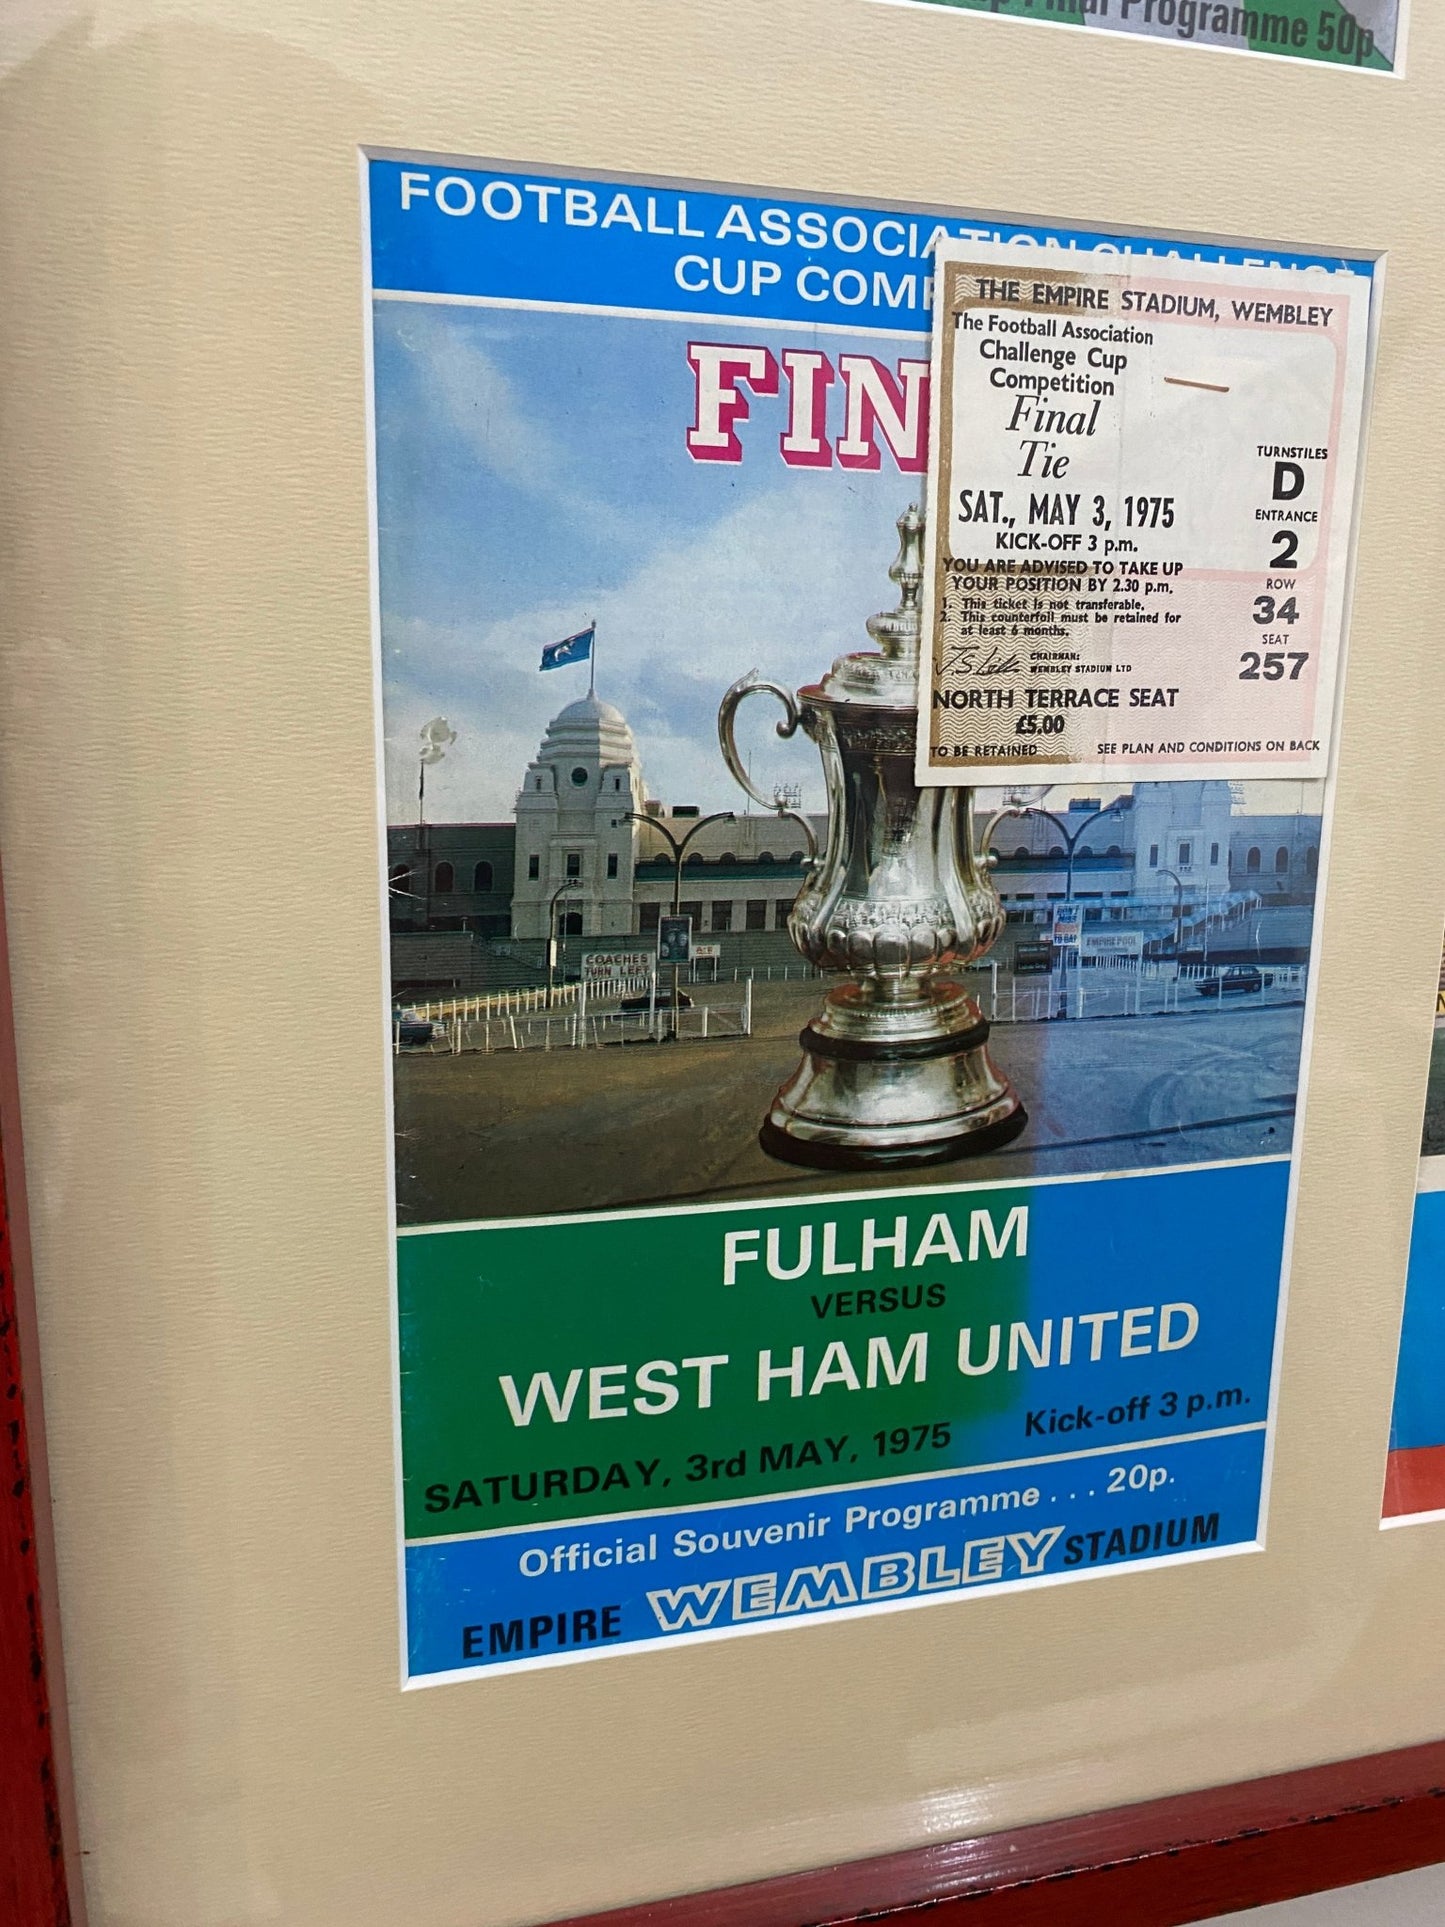 Final Programme 50p
FOOTBALL ASSOCIATION CHALLENGE
CUP COMP
FIN
THE EMPIRE STADIUM, WEMBLEY
The Football Association
Challenge Cup
Competition
Final
Tie
SAT., MAY 3, 1975
KICK-OFF 3 p.m.
YOU ARE ADVISED TO TAKE UP
YOUR POSITION BY 2.30 p.m.
1. This ticket is not transferable.
2. This counterfoil must be retained for
at least 6 months.
CHAIRMAN:
WEMBLEY STADIUM LTD
NORTH TERRACE SEAT
£5.00
TO BE RETAINED
SEE PLAN AND CONDITIONS ON BACK
TURNSTILES
D
ENTRANCE
2
ROW
34
SEAT
257
COACHES
TURN LEFT
EMPIRE POOL
FULHAM
VERSUS
WEST HAM UNITED
SATURDAY, 3rd MAY, 1975 Kick-off 3 p.m.
Official Souvenir Programme . . . 20p.
EMPIRE WEMBLEY STADIUM